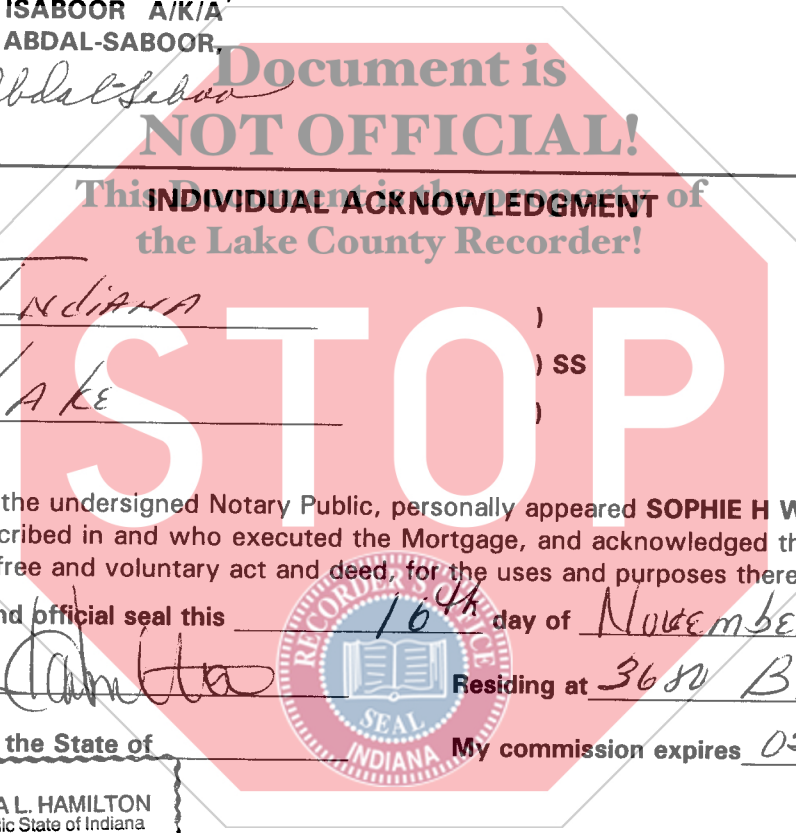 ISABOOR A/K/A
ABDAL-SABOOR,
Abdal-Saboo
Document is
NOT OFFICIAL!
This Document is the property of
the Lake County Recorder!
INDIVIDUAL ACKNOWLEDGMENT
INDIANA )
) SS
LAKE )
STOP
the undersigned Notary Public, personally appeared SOPHIE H W
cribed in and who executed the Mortgage, and acknowledged th
free and voluntary act and deed, for the uses and purposes there
nd official seal this 16th day of November
Residing at 3680 B
the State of
My commission expires 0
RECORDER'S OFFICE
SEAL
INDIANA
A L. HAMILTON
ic State of Indiana